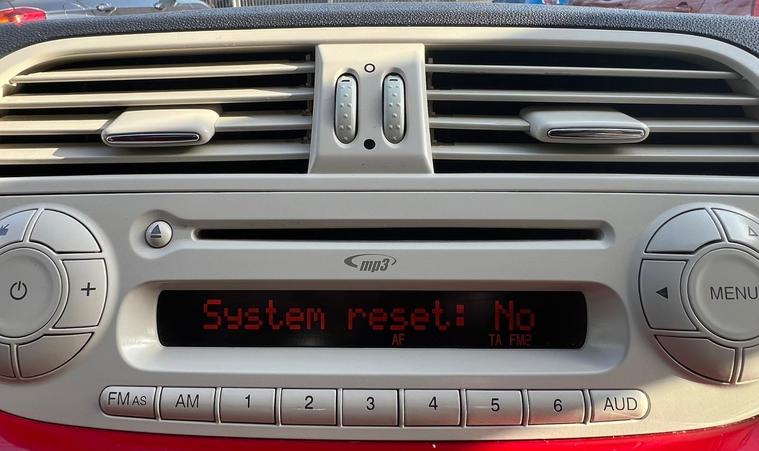 mp3
System reset: No
AF TA FM2
MENU
FM AS AM 1 2 3 4 5 6 AUD